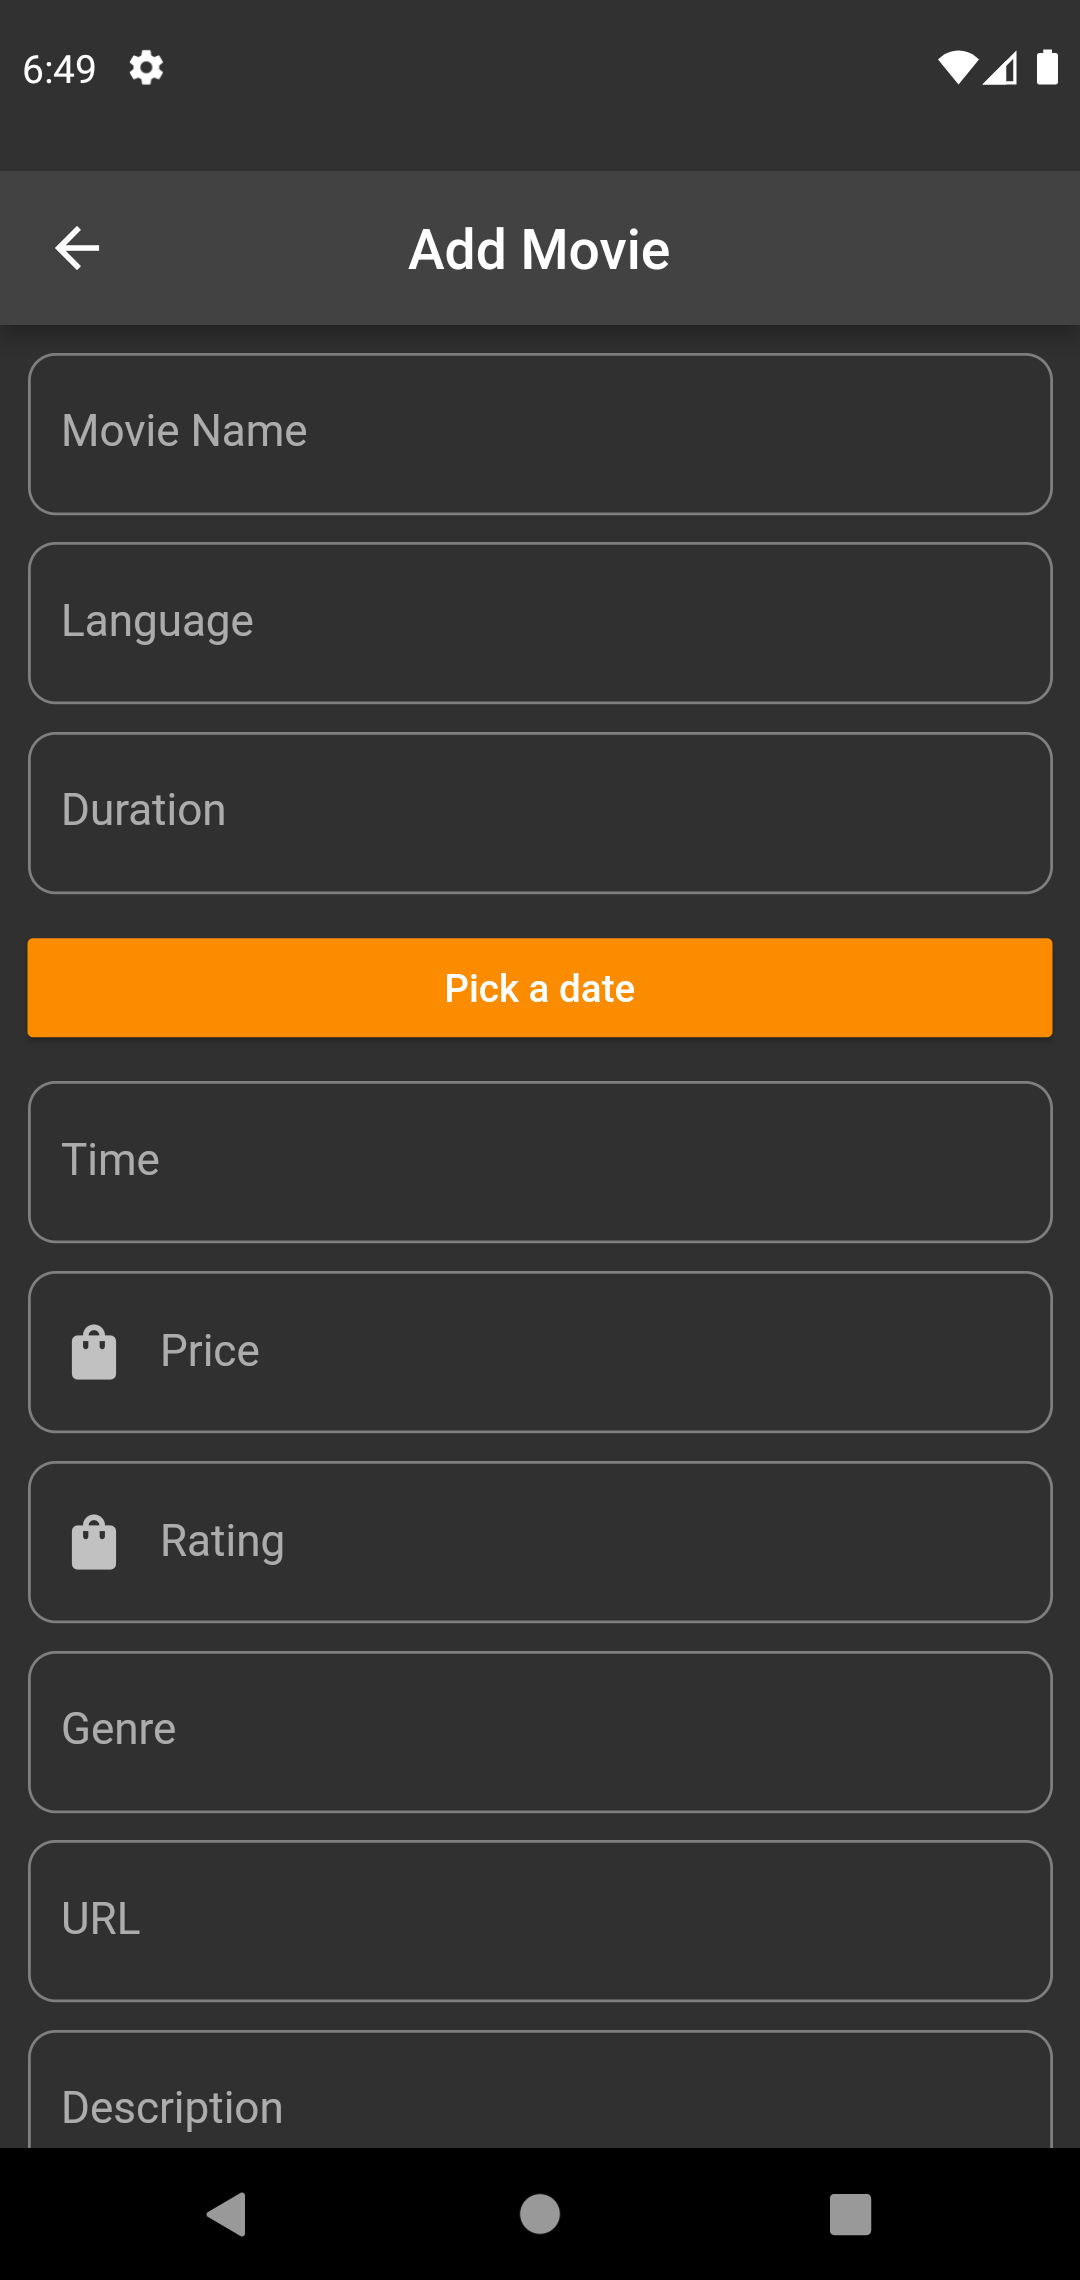 6:49
Add Movie
Movie Name
Language
Duration
Pick a date
Time
Price
Rating
Genre
URL
Description